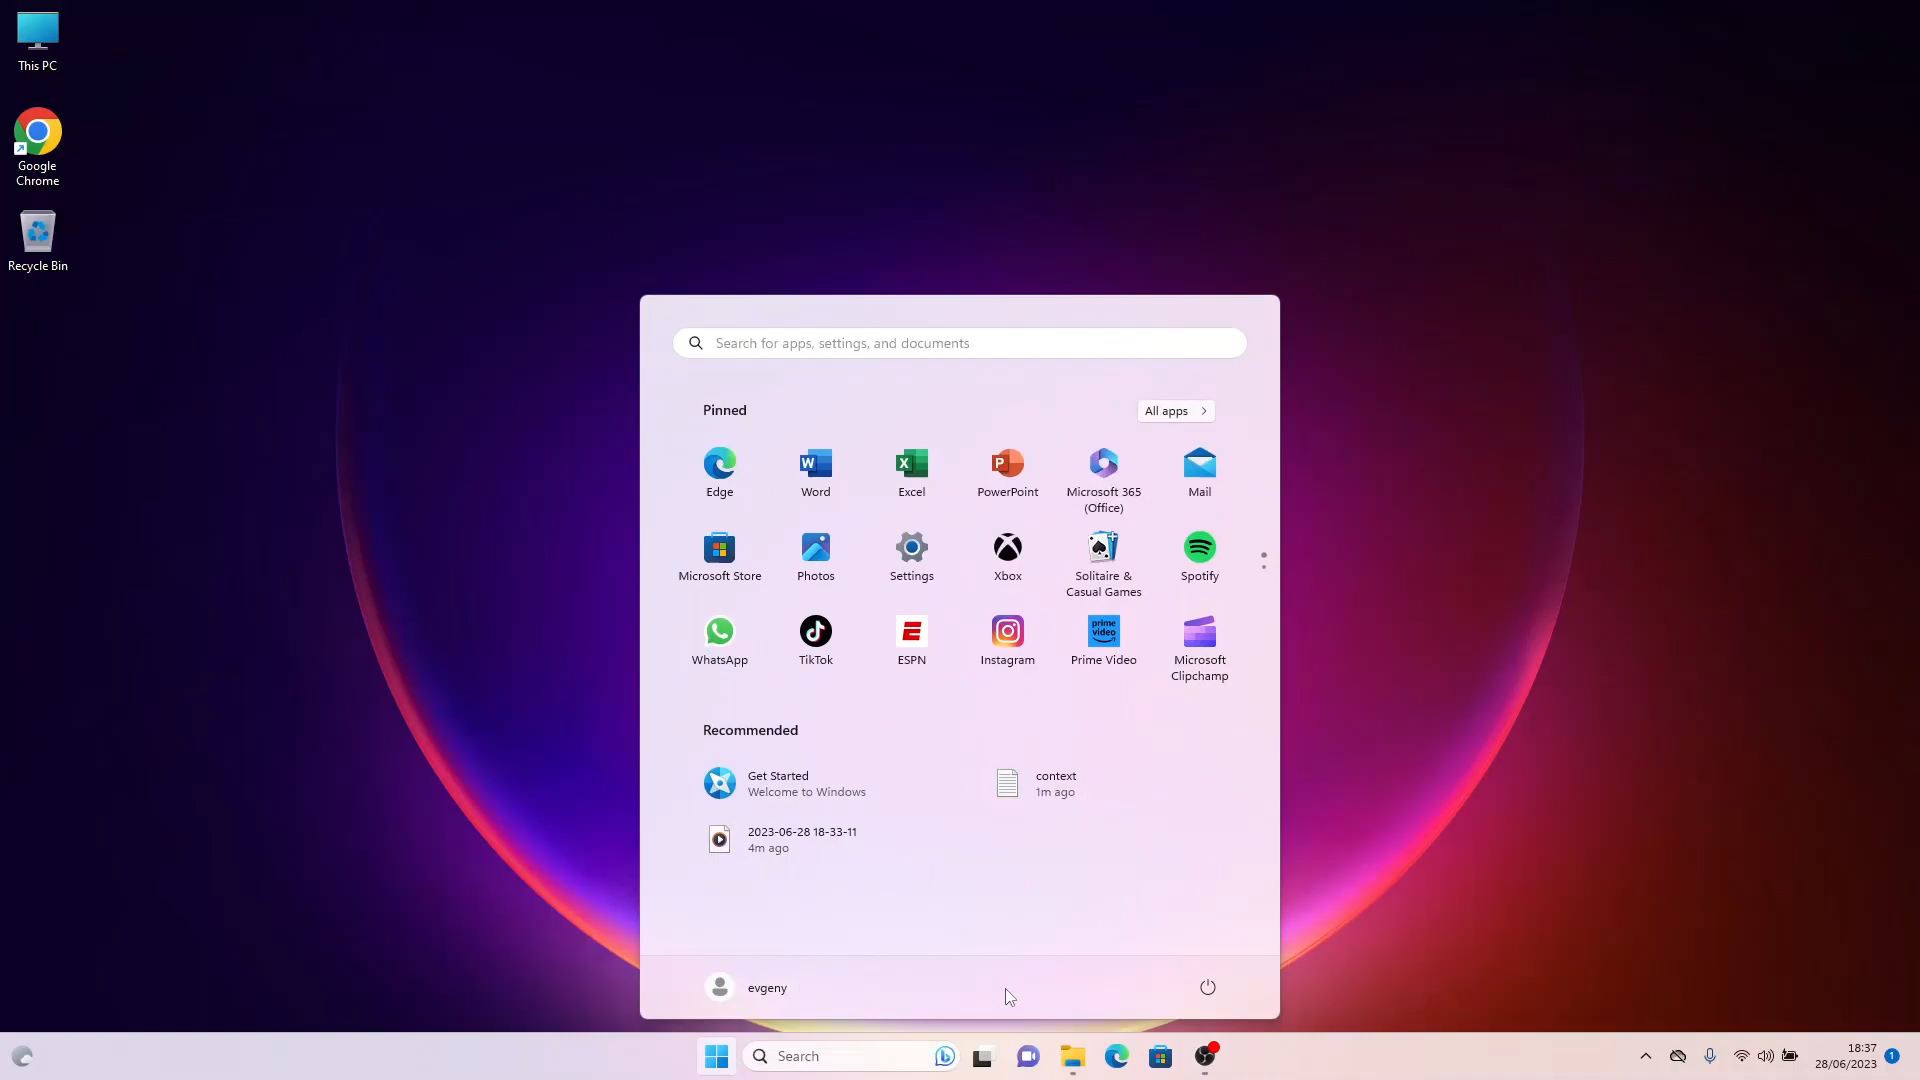 This PC
Google
Chrome
Recycle Bin
Search for apps, settings, and documents
Pinned
All apps
Edge
Word
Excel
PowerPoint
Microsoft 365
(Office)
Mail
Microsoft Store
Photos
Settings
Xbox
Solitaire &
Casual Games
Spotify
prime
video
WhatsApp
TikTok
ESPN
Instagram
Prime Video
Microsoft
Clipchamp
Recommended
Get Started
Welcome to Windows
context
1m ago
2023-06-28 18-33-11
4m ago
evgeny
Search
18:37
28/06/2023
1